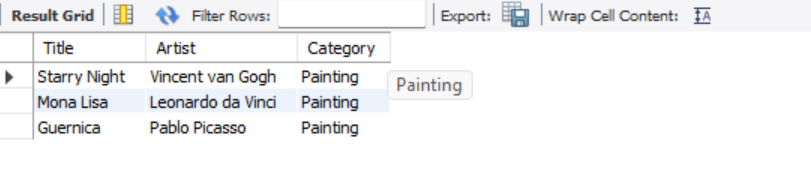 Result Grid Filter Rows: Export: Wrap Cell Content:
Title Artist Category
Starry Night Vincent van Gogh Painting
Painting
Mona Lisa Leonardo da Vinci Painting
Guernica Pablo Picasso Painting